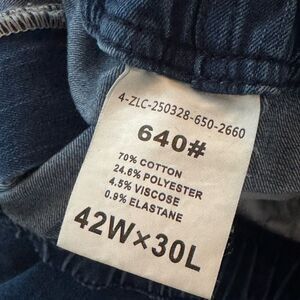 4-ZLC-250328-650-2660
640#
70% COTTON
24.6% POLYESTER
4.5% VISCOSE
0.9% ELASTANE
42W×30L